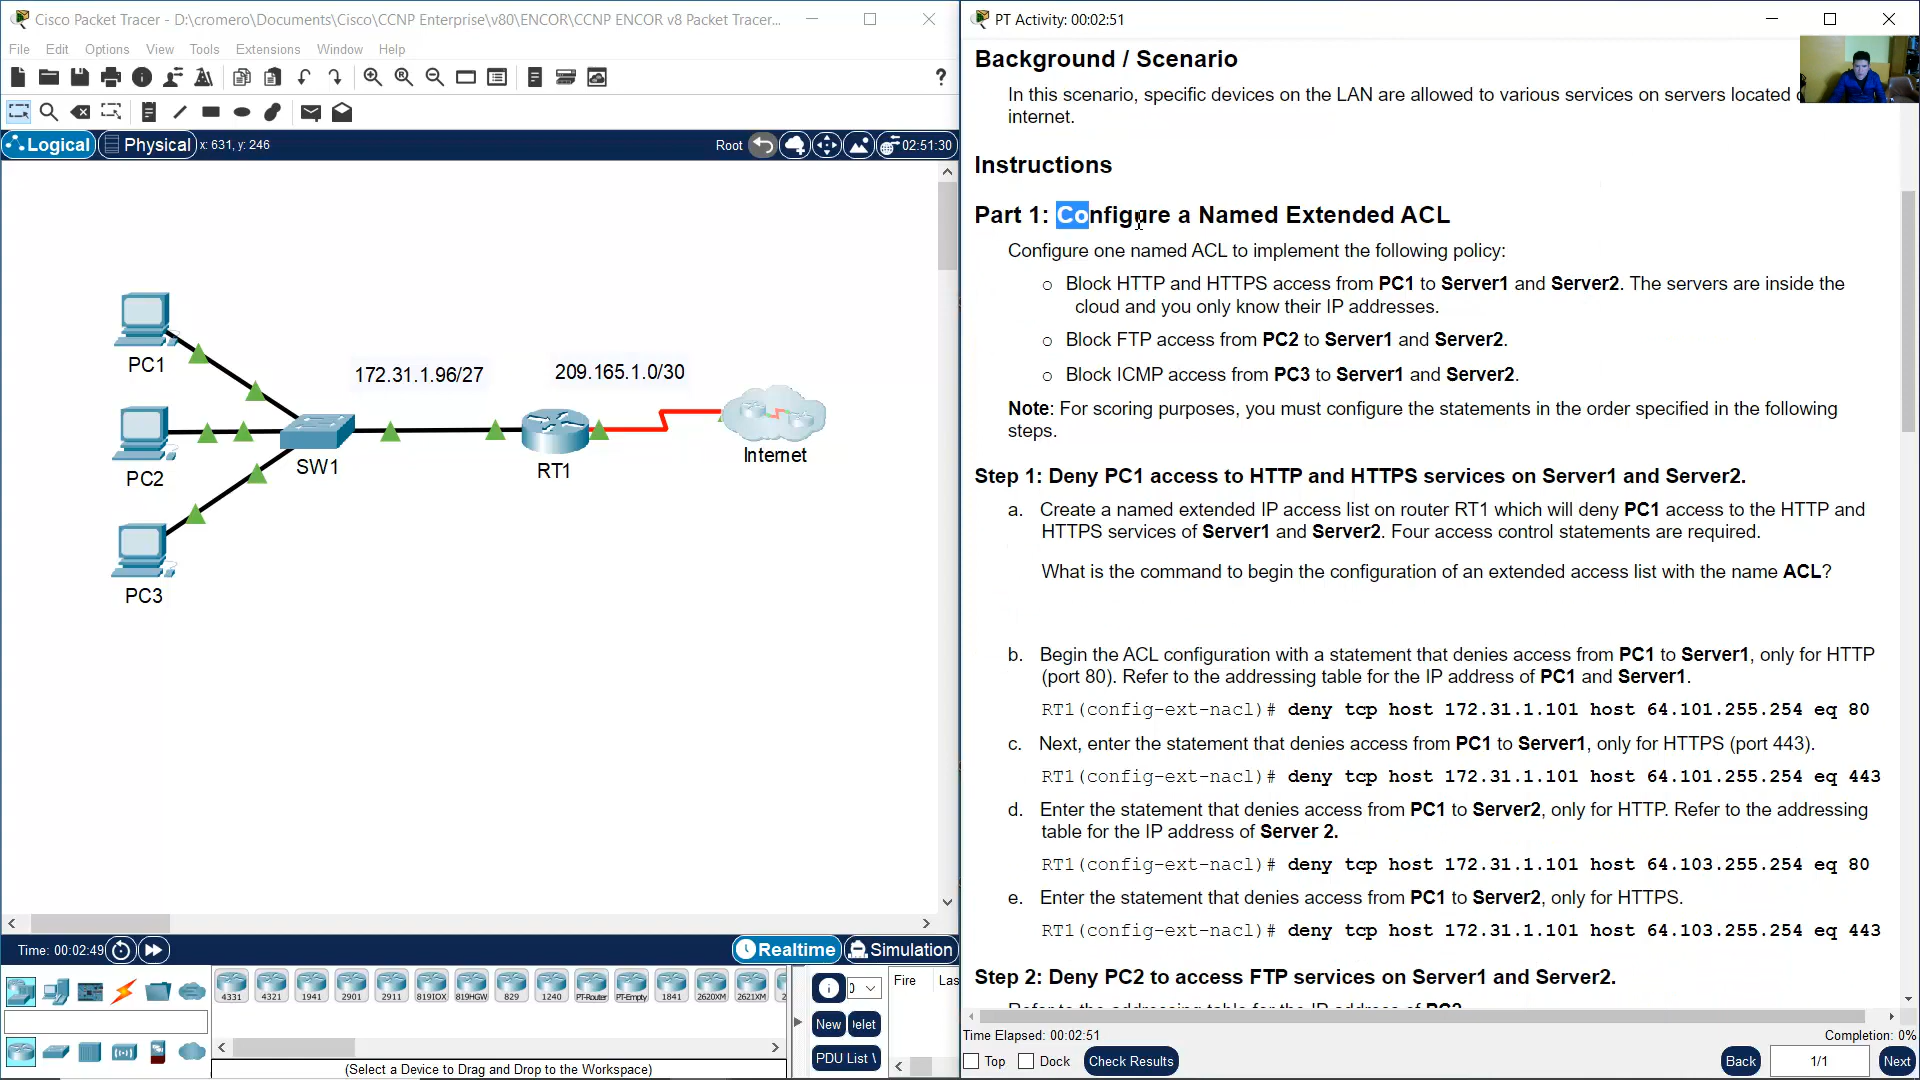 Cisco Packet Tracer - D:\cromero\Documents\Cisco\CCNP Enterprise\v80\ENCOR\CCNP ENCOR v8 Packet Tracer...
File Edit Options View Tools Extensions Window Help
?
Logical Physical x: 631, y: 246 Root 02:51:30
PC1
PC2
PC3
172.31.1.96/27
209.165.1.0/30
SW1
RT1
Internet
Time: 00:02:49 Realtime Simulation
4331 4321 1941 2901 2911 819IOX 819HGW 829 1240 PT-Router PT-Empty 1841 2620XM 2621XM
(Select a Device to Drag and Drop to the Workspace)
Fire Las
New elet
PDU List
PT Activity: 00:02:51
Background / Scenario
In this scenario, specific devices on the LAN are allowed to various services on servers located
internet.
Instructions
Part 1: Configure a Named Extended ACL
Configure one named ACL to implement the following policy:
○ Block HTTP and HTTPS access from PC1 to Server1 and Server2. The servers are inside the
cloud and you only know their IP addresses.
○ Block FTP access from PC2 to Server1 and Server2.
○ Block ICMP access from PC3 to Server1 and Server2.
Note: For scoring purposes, you must configure the statements in the order specified in the following
steps.
Step 1: Deny PC1 access to HTTP and HTTPS services on Server1 and Server2.
a. Create a named extended IP access list on router RT1 which will deny PC1 access to the HTTP and
HTTPS services of Server1 and Server2. Four access control statements are required.
What is the command to begin the configuration of an extended access list with the name ACL?
b. Begin the ACL configuration with a statement that denies access from PC1 to Server1, only for HTTP
(port 80). Refer to the addressing table for the IP address of PC1 and Server1.
RT1(config-ext-nacl)# deny tcp host 172.31.1.101 host 64.101.255.254 eq 80
c. Next, enter the statement that denies access from PC1 to Server1, only for HTTPS (port 443).
RT1(config-ext-nacl)# deny tcp host 172.31.1.101 host 64.101.255.254 eq 443
d. Enter the statement that denies access from PC1 to Server2, only for HTTP. Refer to the addressing
table for the IP address of Server 2.
RT1(config-ext-nacl)# deny tcp host 172.31.1.101 host 64.103.255.254 eq 80
e. Enter the statement that denies access from PC1 to Server2, only for HTTPS.
RT1(config-ext-nacl)# deny tcp host 172.31.1.101 host 64.103.255.254 eq 443
Step 2: Deny PC2 to access FTP services on Server1 and Server2.
Refer to the addressing table for the IP address of PC2
Time Elapsed: 00:02:51 Completion: 0%
Top Dock Check Results Back 1/1 Next